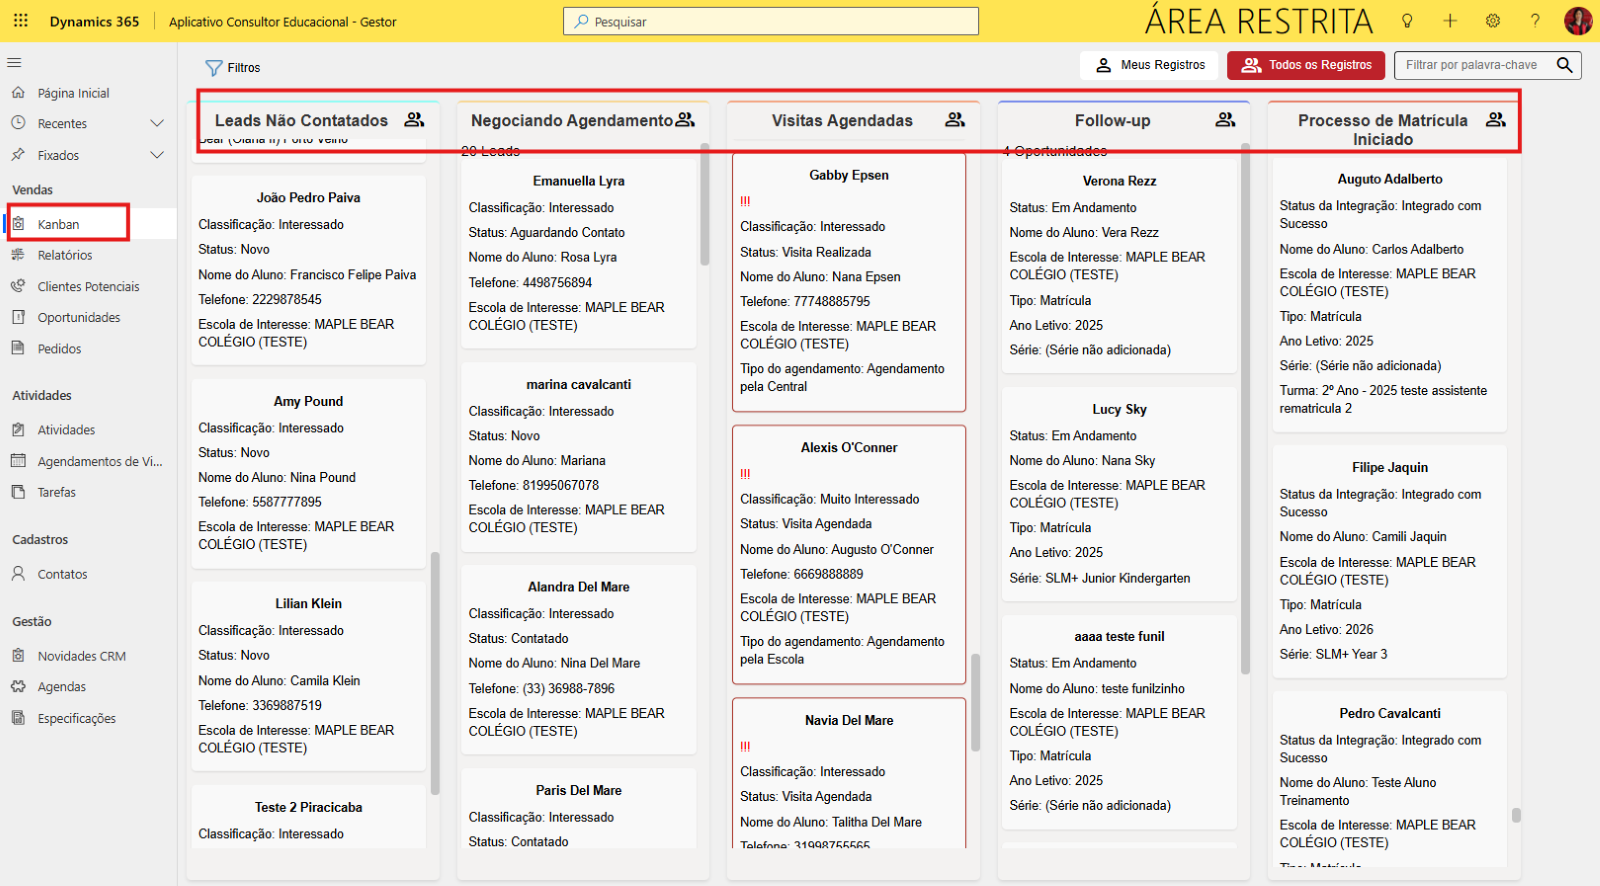 Dynamics 365
Aplicativo Consultor Educacional - Gestor
Pesquisar
ÁREA RESTRITA
Filtros
Meus Registros
Todos os Registros
Filtrar por palavra-chave
Página Inicial
Recentes
Fixados
Vendas
Kanban
Relatórios
Clientes Potenciais
Oportunidades
Pedidos
Atividades
Atividades
Agendamentos de Vi...
Tarefas
Cadastros
Contatos
Gestão
Novidades CRM
Agendas
Especificações
Leads Não Contatados
João Pedro Paiva
Classificação: Interessado
Status: Novo
Nome do Aluno: Francisco Felipe Paiva
Telefone: 2229878545
Escola de Interesse: MAPLE BEAR
COLÉGIO (TESTE)
Amy Pound
Classificação: Interessado
Status: Novo
Nome do Aluno: Nina Pound
Telefone: 5587777895
Escola de Interesse: MAPLE BEAR
COLÉGIO (TESTE)
Lilian Klein
Classificação: Interessado
Status: Novo
Nome do Aluno: Camila Klein
Telefone: 3369887519
Escola de Interesse: MAPLE BEAR
COLÉGIO (TESTE)
Teste 2 Piracicaba
Classificação: Interessado
Negociando Agendamento
20 Leads
Emanuella Lyra
Classificação: Interessado
Status: Aguardando Contato
Nome do Aluno: Rosa Lyra
Telefone: 4498756894
Escola de Interesse: MAPLE BEAR
COLÉGIO (TESTE)
marina cavalcanti
Classificação: Interessado
Status: Novo
Nome do Aluno: Mariana
Telefone: 81995067078
Escola de Interesse: MAPLE BEAR
COLÉGIO (TESTE)
Alandra Del Mare
Classificação: Interessado
Status: Contatado
Nome do Aluno: Nina Del Mare
Telefone: (33) 36988-7896
Escola de Interesse: MAPLE BEAR
COLÉGIO (TESTE)
Paris Del Mare
Classificação: Interessado
Status: Contatado
Visitas Agendadas
Gabby Epsen
!!!
Classificação: Interessado
Status: Visita Realizada
Nome do Aluno: Nana Epsen
Telefone: 77748885795
Escola de Interesse: MAPLE BEAR
COLÉGIO (TESTE)
Tipo do agendamento: Agendamento
pela Central
Alexis O'Conner
!!!
Classificação: Muito Interessado
Status: Visita Agendada
Nome do Aluno: Augusto O'Conner
Telefone: 6669888889
Escola de Interesse: MAPLE BEAR
COLÉGIO (TESTE)
Tipo do agendamento: Agendamento
pela Escola
Navia Del Mare
!!!
Classificação: Interessado
Status: Visita Agendada
Nome do Aluno: Talitha Del Mare
Telefone: 31998755565
Follow-up
4 Oportunidades
Verona Rezz
Status: Em Andamento
Nome do Aluno: Vera Rezz
Escola de Interesse: MAPLE BEAR
COLÉGIO (TESTE)
Tipo: Matrícula
Ano Letivo: 2025
Série: (Série não adicionada)
Lucy Sky
Status: Em Andamento
Nome do Aluno: Nana Sky
Escola de Interesse: MAPLE BEAR
COLÉGIO (TESTE)
Tipo: Matrícula
Ano Letivo: 2025
Série: SLM+ Junior Kindergarten
aaaa teste funil
Status: Em Andamento
Nome do Aluno: teste funilzinho
Escola de Interesse: MAPLE BEAR
COLÉGIO (TESTE)
Tipo: Matrícula
Ano Letivo: 2025
Série: (Série não adicionada)
Processo de Matrícula
Iniciado
Auguto Adalberto
Status da Integração: Integrado com
Sucesso
Nome do Aluno: Carlos Adalberto
Escola de Interesse: MAPLE BEAR
COLÉGIO (TESTE)
Tipo: Matrícula
Ano Letivo: 2025
Série: (Série não adicionada)
Turma: 2º Ano - 2025 teste assistente
rematricula 2
Filipe Jaquin
Status da Integração: Integrado com
Sucesso
Nome do Aluno: Camili Jaquin
Escola de Interesse: MAPLE BEAR
COLÉGIO (TESTE)
Tipo: Matrícula
Ano Letivo: 2026
Série: SLM+ Year 3
Pedro Cavalcanti
Status da Integração: Integrado com
Sucesso
Nome do Aluno: Teste Aluno
Treinamento
Escola de Interesse: MAPLE BEAR
COLÉGIO (TESTE)